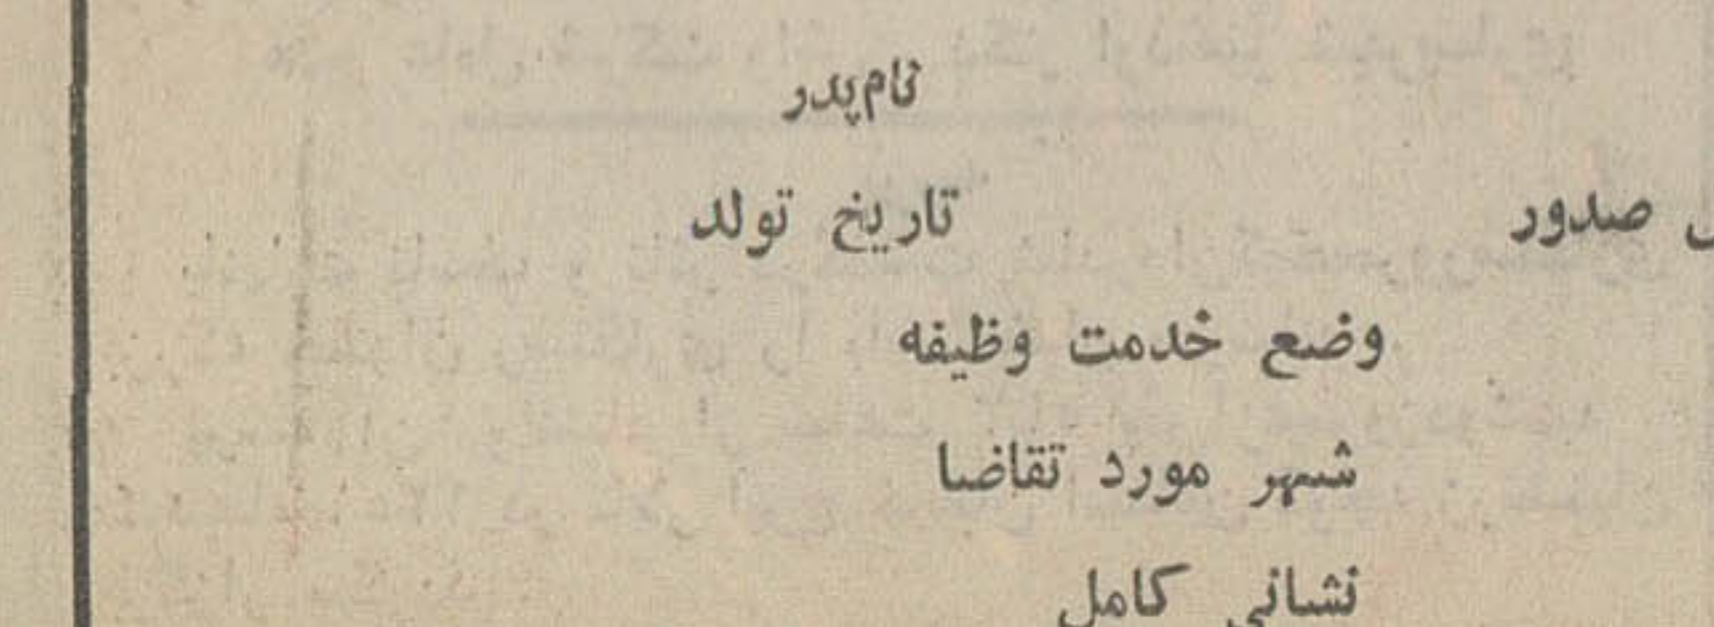 نام پدر
صدور تاریخ تولد
وضع خدمت وظیفه
شهر مورد تقاضا
نشانی کامل